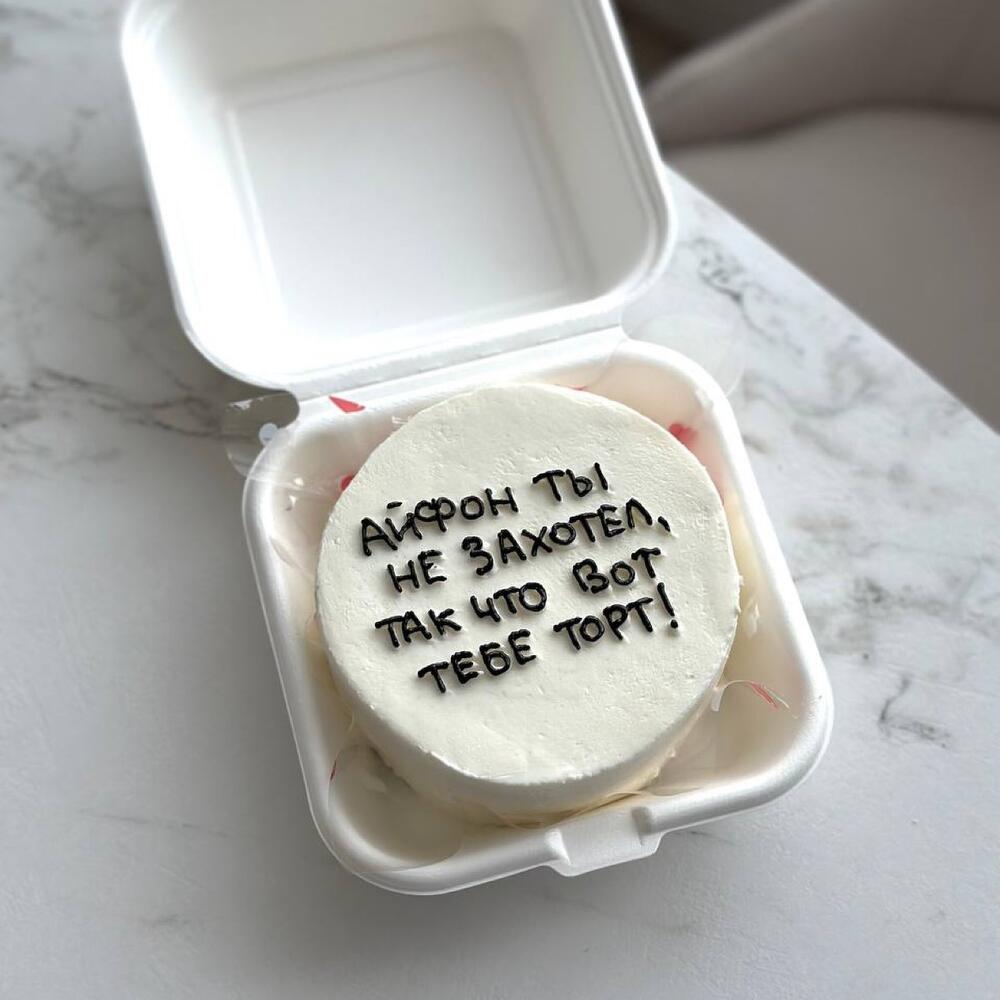 АЙФОН ТЫ
НЕ ЗАХОТЕЛ,
ТАК ЧТО ВОТ
ТЕБЕ ТОРТ!